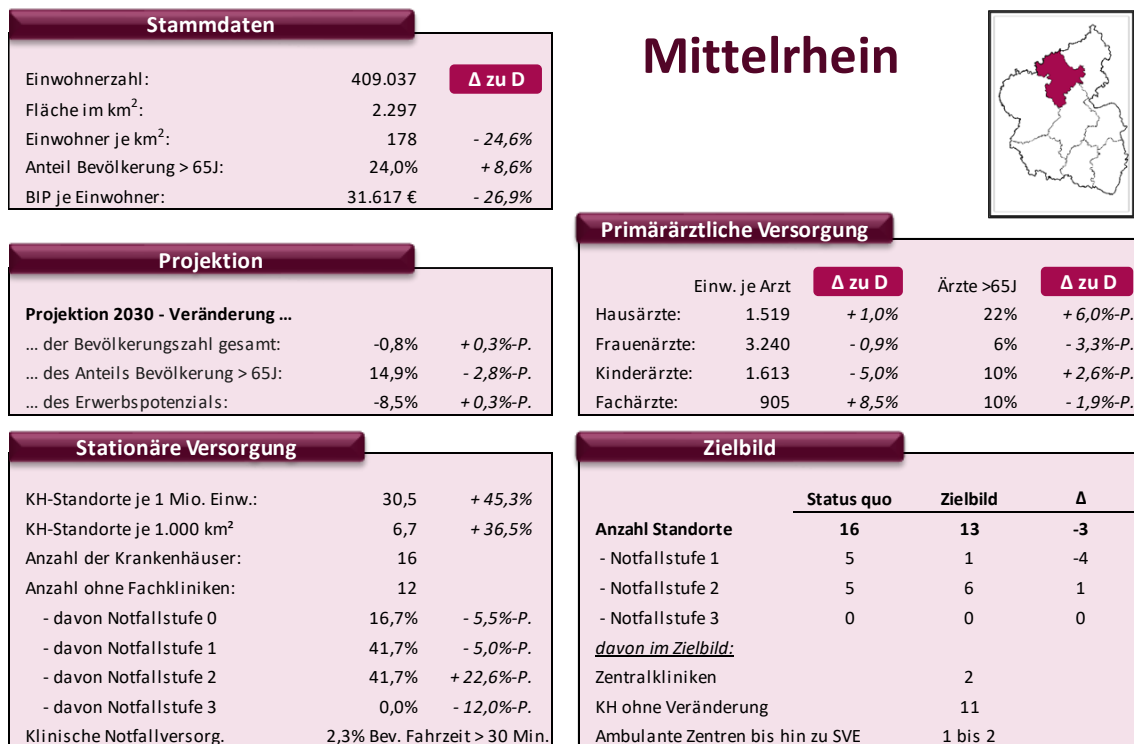 Mittelrhein
Stammdaten
Δ zu D
Einwohnerzahl: 409.037
Fläche im km²: 2.297
Einwohner je km²: 178 - 24,6%
Anteil Bevölkerung > 65J: 24,0% + 8,6%
BIP je Einwohner: 31.617 € - 26,9%
Projektion
Projektion 2030 - Veränderung ...
... der Bevölkerungszahl gesamt: -0,8% + 0,3%-P.
... des Anteils Bevölkerung > 65J: 14,9% - 2,8%-P.
... des Erwerbspotenzials: -8,5% + 0,3%-P.
Primärärztliche Versorgung
Einw. je Arzt Δ zu D Ärzte >65J Δ zu D
Hausärzte: 1.519 + 1,0% 22% + 6,0%-P.
Frauenärzte: 3.240 - 0,9% 6% - 3,3%-P.
Kinderärzte: 1.613 - 5,0% 10% + 2,6%-P.
Fachärzte: 905 + 8,5% 10% - 1,9%-P.
Stationäre Versorgung
KH-Standorte je 1 Mio. Einw.: 30,5 + 45,3%
KH-Standorte je 1.000 km² 6,7 + 36,5%
Anzahl der Krankenhäuser: 16
Anzahl ohne Fachkliniken: 12
- davon Notfallstufe 0 16,7% - 5,5%-P.
- davon Notfallstufe 1 41,7% - 5,0%-P.
- davon Notfallstufe 2 41,7% + 22,6%-P.
- davon Notfallstufe 3 0,0% - 12,0%-P.
Klinische Notfallversorg. 2,3% Bev. Fahrzeit > 30 Min.
Zielbild
Status quo Zielbild Δ
Anzahl Standorte 16 13 -3
- Notfallstufe 1 5 1 -4
- Notfallstufe 2 5 6 1
- Notfallstufe 3 0 0 0
davon im Zielbild:
Zentralkliniken 2
KH ohne Veränderung 11
Ambulante Zentren bis hin zu SVE 1 bis 2